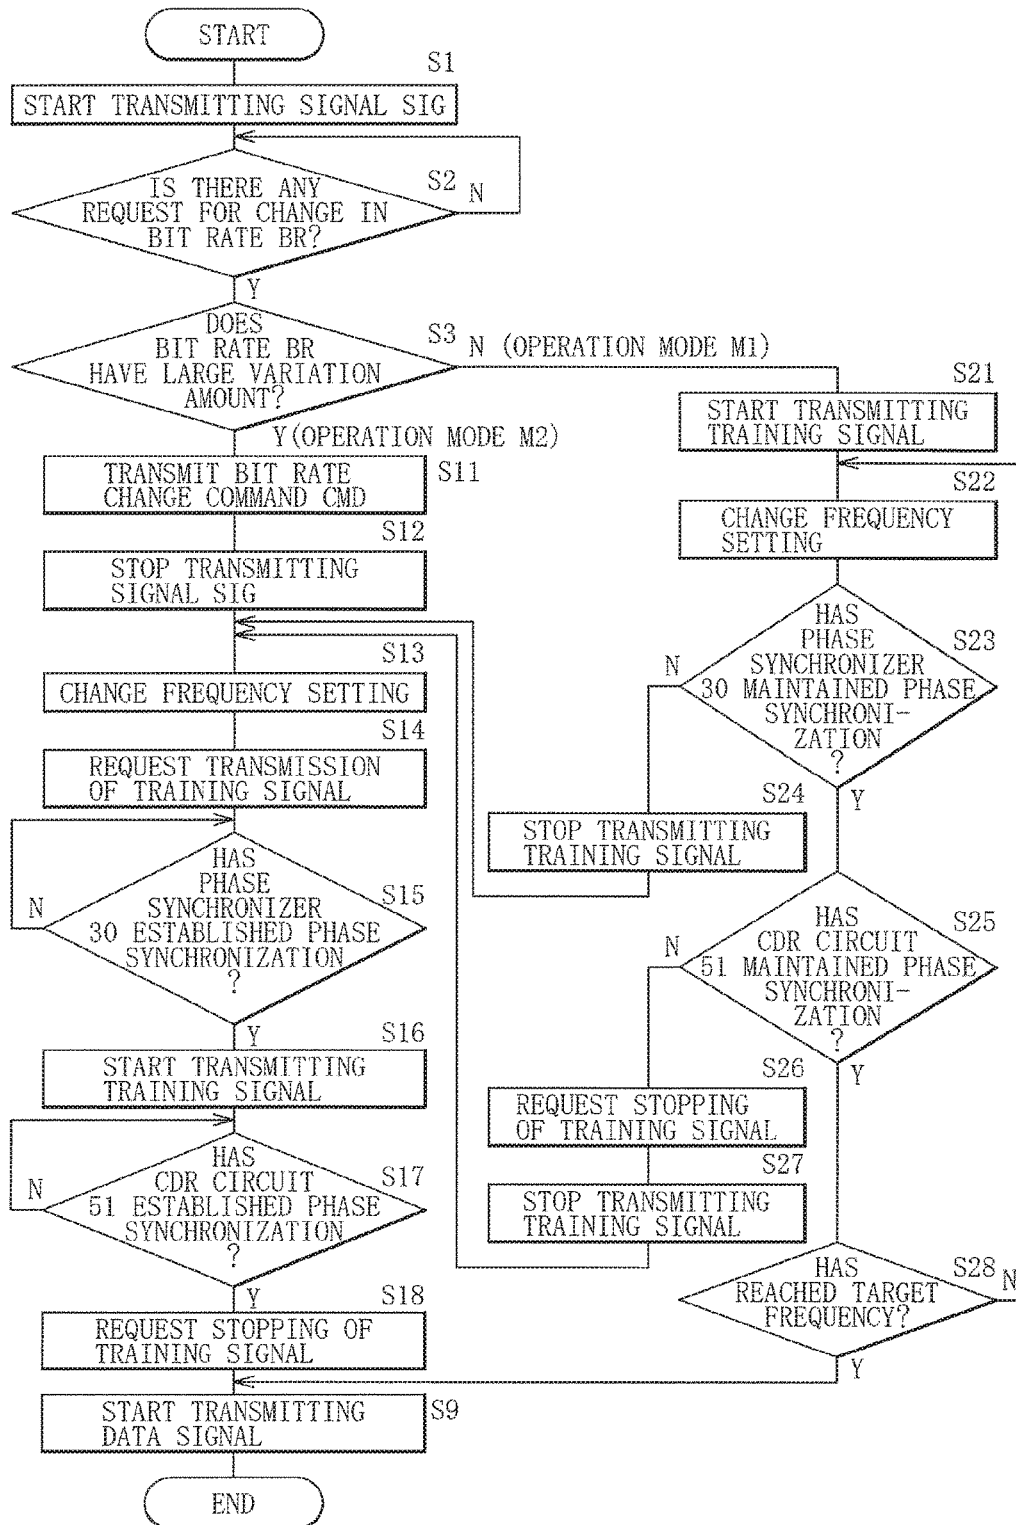 START
S1
START TRANSMITTING SIGNAL SIG
S2
IS THERE ANY
REQUEST FOR CHANGE IN
BIT RATE BR?
N
Y
S3
DOES
BIT RATE BR
HAVE LARGE VARIATION
AMOUNT?
N (OPERATION MODE M1)
Y(OPERATION MODE M2)
TRANSMIT BIT RATE
CHANGE COMMAND CMD
S11
S12
STOP TRANSMITTING
SIGNAL SIG
S13
CHANGE FREQUENCY SETTING
S14
REQUEST TRANSMISSION
OF TRAINING SIGNAL
HAS
PHASE
SYNCHRONIZER
30 ESTABLISHED PHASE
SYNCHRONIZATION
?
S15
N
Y
S16
START TRANSMITTING
TRAINING SIGNAL
HAS
CDR CIRCUIT
51 ESTABLISHED PHASE
SYNCHRONIZATION
?
S17
N
Y
S18
REQUEST STOPPING OF
TRAINING SIGNAL
START TRANSMITTING
DATA SIGNAL
S9
END
S21
START TRANSMITTING
TRAINING SIGNAL
S22
CHANGE FREQUENCY
SETTING
HAS
PHASE
SYNCHRONIZER
30 MAINTAINED PHASE
SYNCHRONI-
ZATION
?
S23
N
Y
S24
STOP TRANSMITTING
TRAINING SIGNAL
HAS
CDR CIRCUIT
51 MAINTAINED PHASE
SYNCHRONI-
ZATION
?
S25
N
Y
S26
REQUEST STOPPING
OF TRAINING SIGNAL
S27
STOP TRANSMITTING
TRAINING SIGNAL
HAS
REACHED TARGET
FREQUENCY?
S28
N
Y